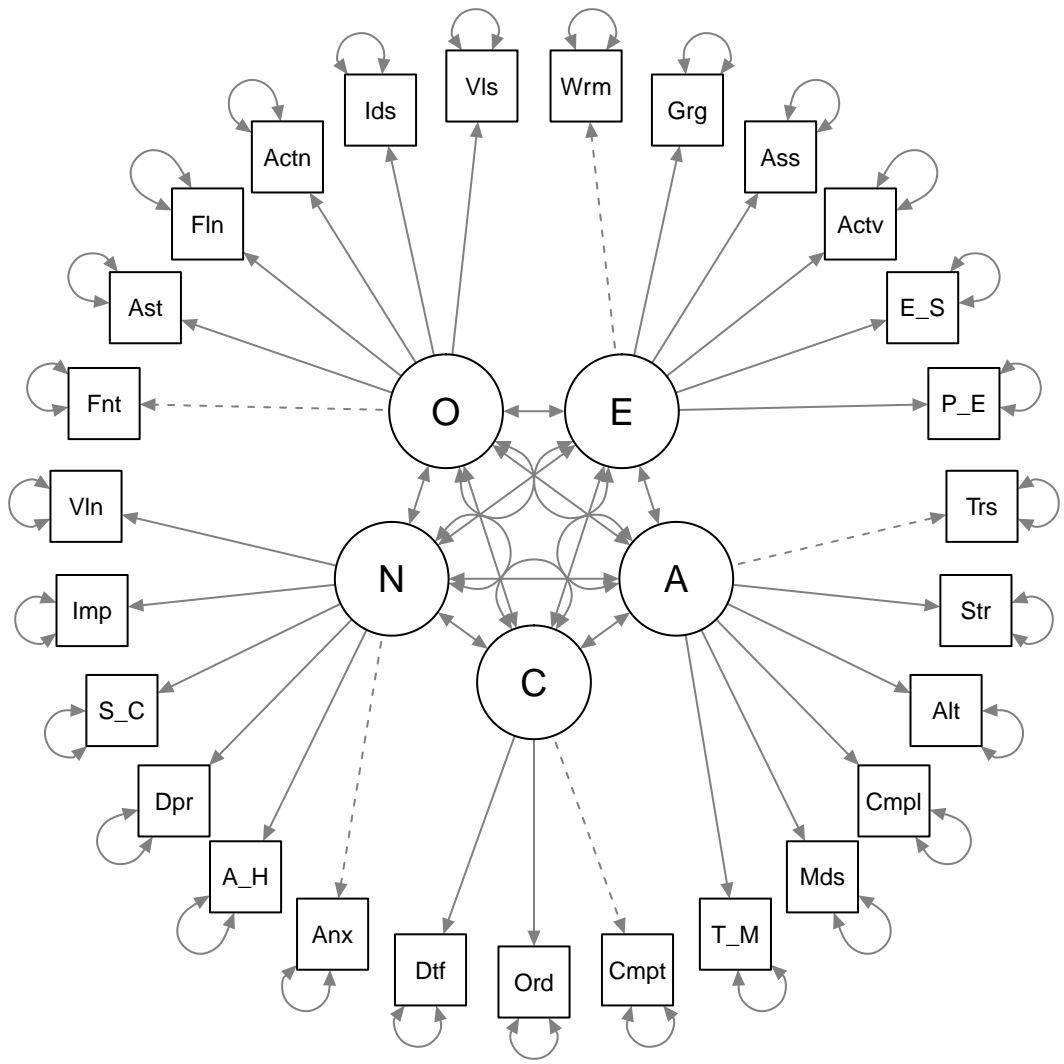 Vls
Wrm
Ids
Grg
Actn
Ass
Fln
Actv
Ast
E_S
Fnt
O
E
P_E
Vln
Trs
N
A
Imp
Str
C
S_C
Alt
Dpr
Cmpl
A_H
Mds
Anx
T_M
Dtf
Ord
Cmpt